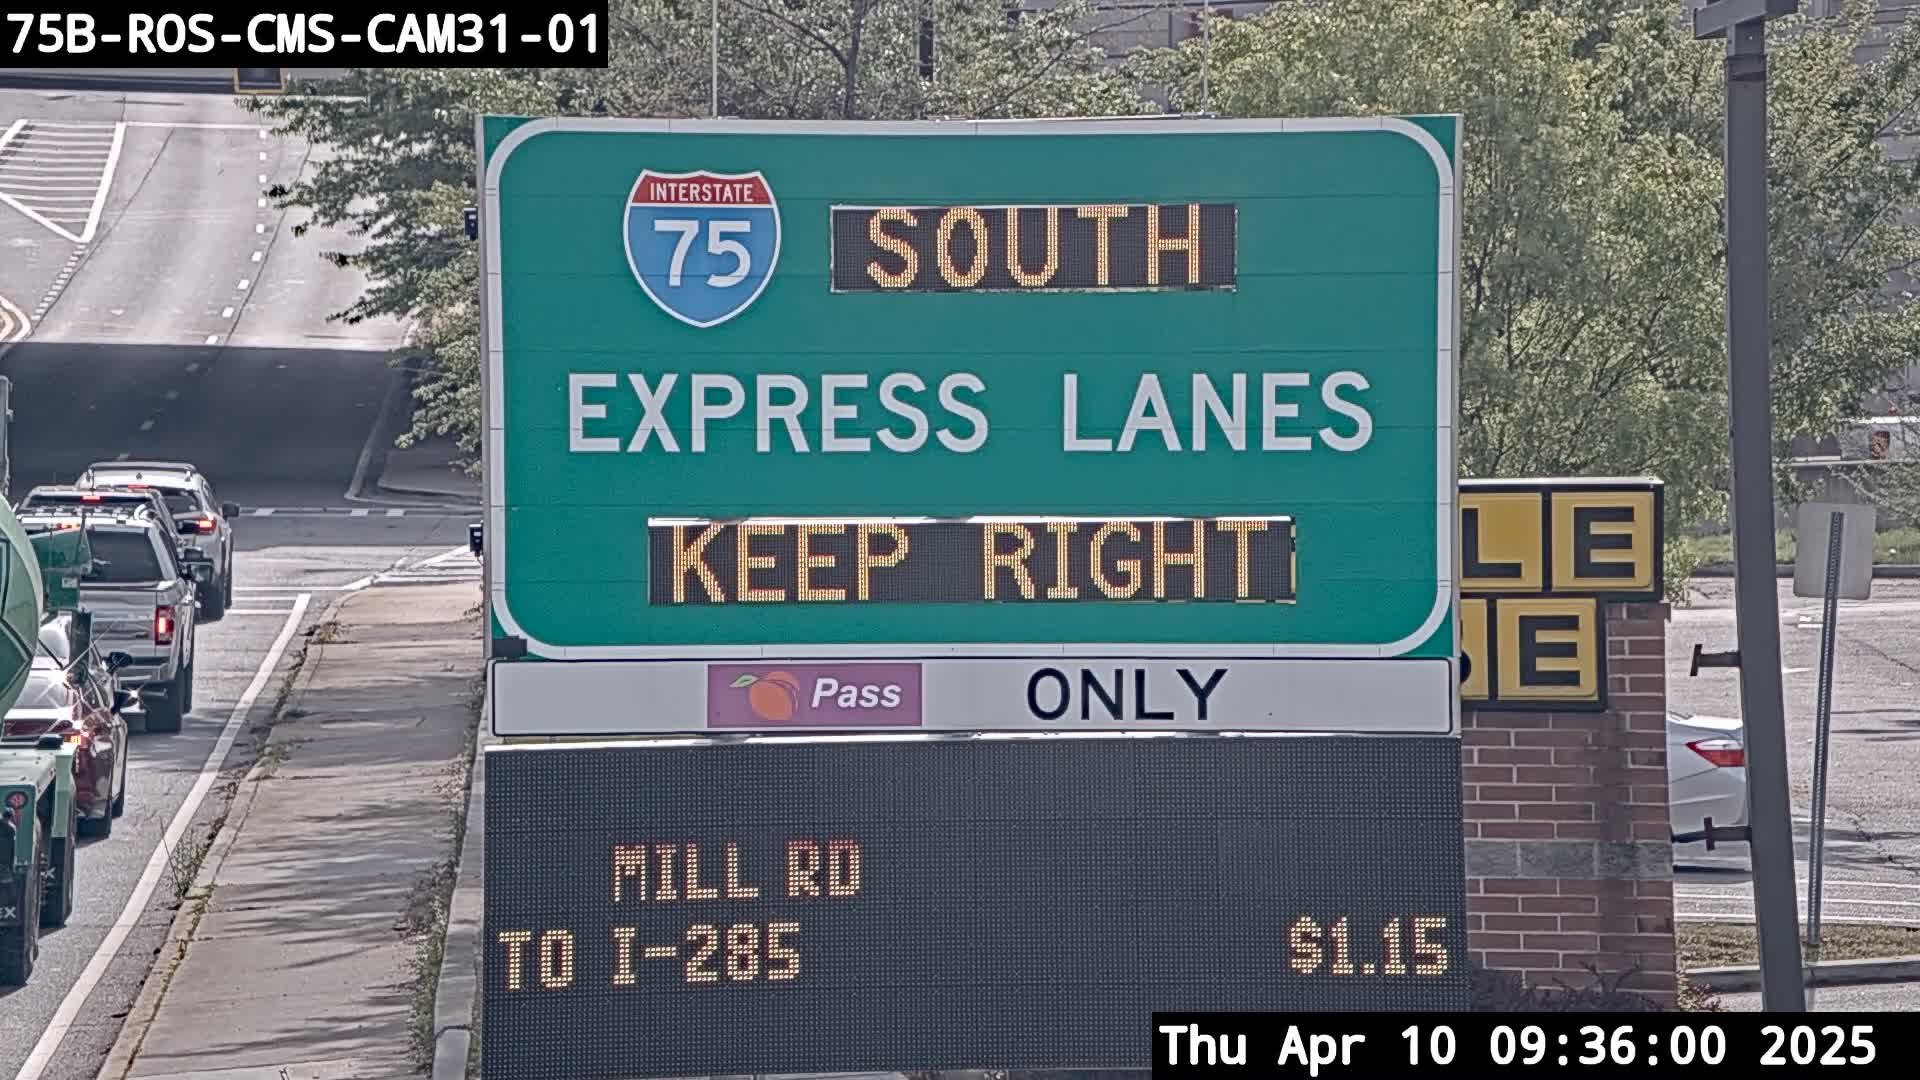 75B-ROS-CMS-CAM31-01
INTERSTATE
75
SOUTH
EXPRESS LANES
KEEP RIGHT
LE
E
Pass ONLY
MILL RD
TO I-285 $1.15
Thu Apr 10 09:36:00 2025